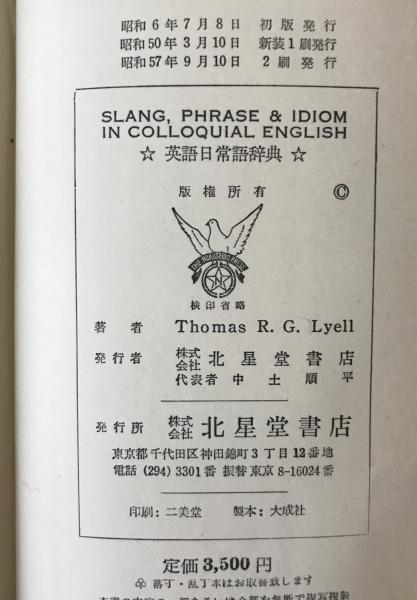 昭和6年7月8日 初版発行
昭和50年3月10日 新装1刷発行
昭和57年9月10日 2刷発行
SLANG, PHRASE & IDIOM
IN COLLOQUIAL ENGLISH
☆ 英語日常語辞典 ☆
版権所有 ©
THE HOKUSEIDO PRESS
検印省略
著者 Thomas R. G. Lyell
発行者 株式会社 北星堂書店
代表者 中土順平
発行所 株式会社 北星堂書店
東京都千代田区神田錦町3丁目12番地
電話 (294) 3301番 振替東京 8-16024番
印刷: 二美堂 製本: 大成社
定価 3,500 円
落丁・乱丁本はお取替致します